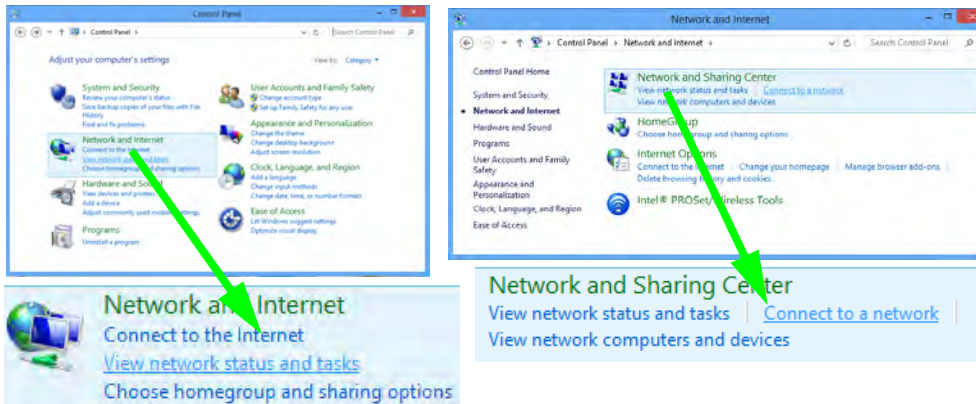 Control Panel
Control Panel
Search Control Panel
Adjust your computer's settings
View by: Category
System and Security
Review your computer's status
Save backup copies of your files with File
History
Find and fix problems
Network and Internet
Connect to the Internet
View network status and tasks
Choose homegroup and sharing options
Hardware and Sound
View devices and printers
Add a device
Adjust commonly used mobility settings
Programs
Uninstall a program
User Accounts and Family Safety
Change account type
Set up Family Safety for any user
Appearance and Personalization
Change the theme
Change desktop background
Adjust screen resolution
Clock, Language, and Region
Add a language
Change input methods
Change date, time, or number formats
Ease of Access
Let Windows suggest settings
Optimize visual display
Network and Internet
Connect to the Internet
View network status and tasks
Choose homegroup and sharing options
Network and Internet
Control Panel Network and Internet
Search Control Panel
Control Panel Home
System and Security
Network and Internet
Hardware and Sound
Programs
User Accounts and Family
Safety
Appearance and
Personalization
Clock, Language, and Region
Ease of Access
Network and Sharing Center
View network status and tasks Connect to a network
View network computers and devices
HomeGroup
Choose homegroup and sharing options
Internet Options
Connect to the Internet Change your homepage Manage browser add-ons
Delete browsing history and cookies
Intel® PROSet/Wireless Tools
Network and Sharing Center
View network status and tasks Connect to a network
View network computers and devices